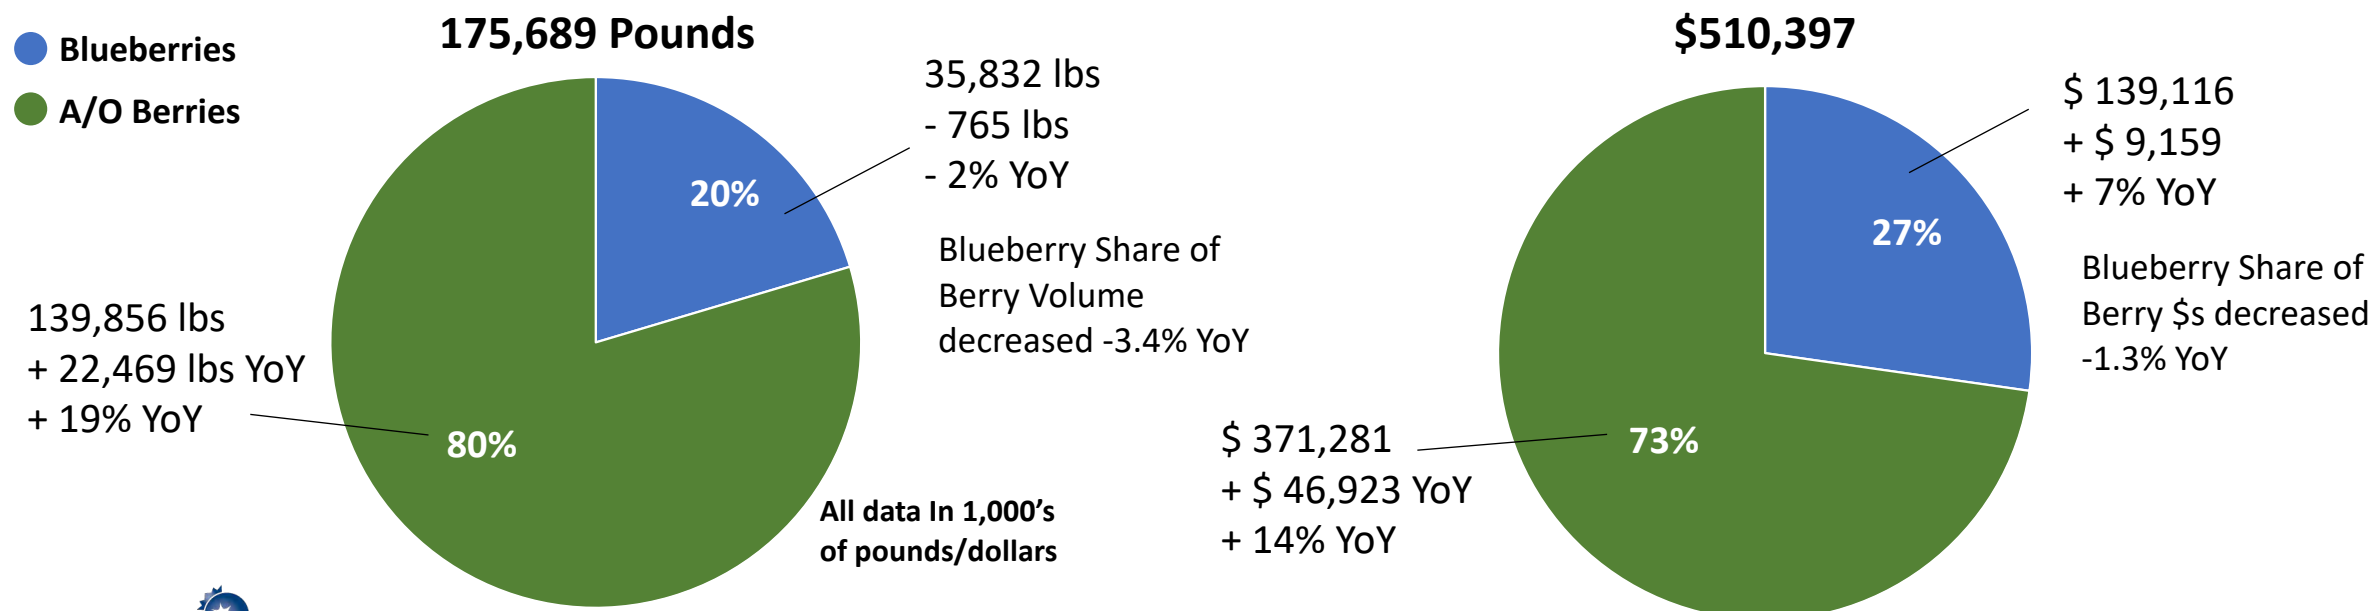 Blueberries
A/O Berries
175,689 Pounds
35,832 lbs
- 765 lbs
- 2% YoY
20%
Blueberry Share of
Berry Volume
decreased -3.4% YoY
139,856 lbs
+ 22,469 lbs YoY
+ 19% YoY
80%
All data In 1,000’s
of pounds/dollars
$510,397
$ 139,116
+ $ 9,159
+ 7% YoY
27%
Blueberry Share of
Berry $s decreased
-1.3% YoY
$ 371,281
+ $ 46,923 YoY
+ 14% YoY
73%